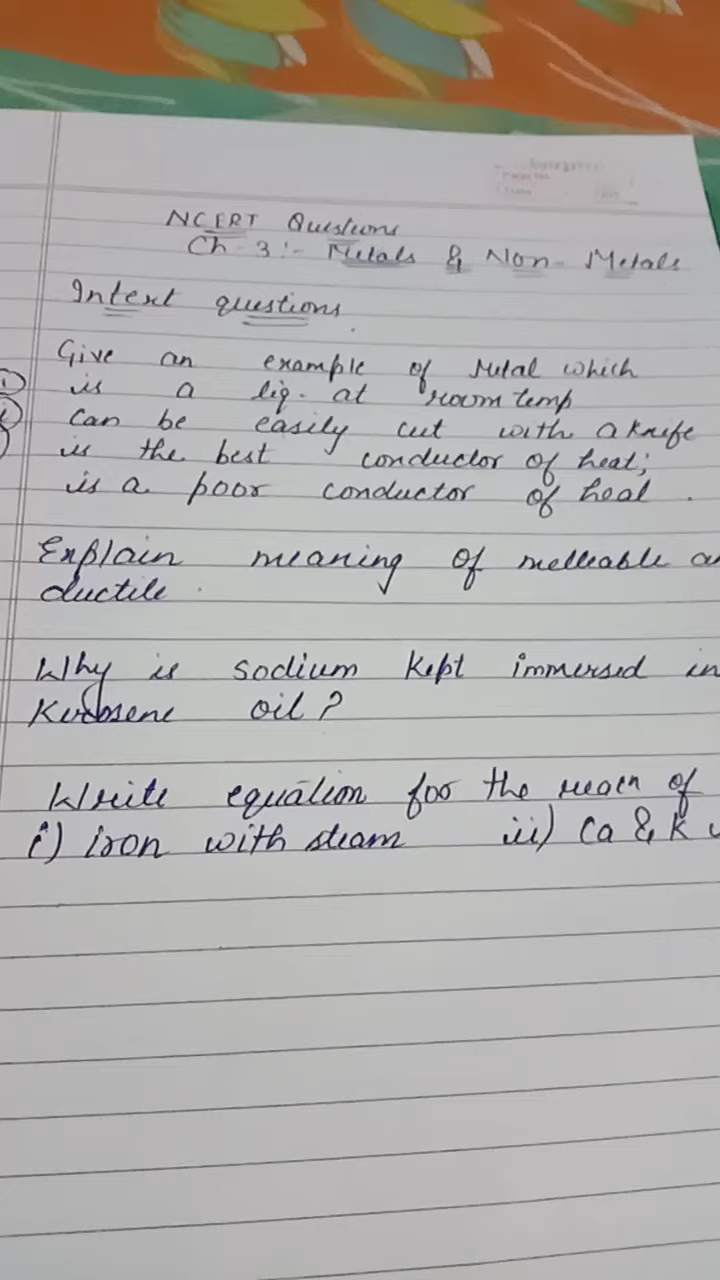 NCERT Questions
Ch-3:- Metals & Non-Metals
Intext questions.
Give an example of Metal which
is a liq. at room temp
can be easily cut with a knife
is the best conductor of heat;
is a poor conductor of heal.
Explain meaning of melleable
ductile.
Why is sodium kept immersed in
Kerosene oil?
Write equation for the reacn of
i) iron with steam ii) Ca & K